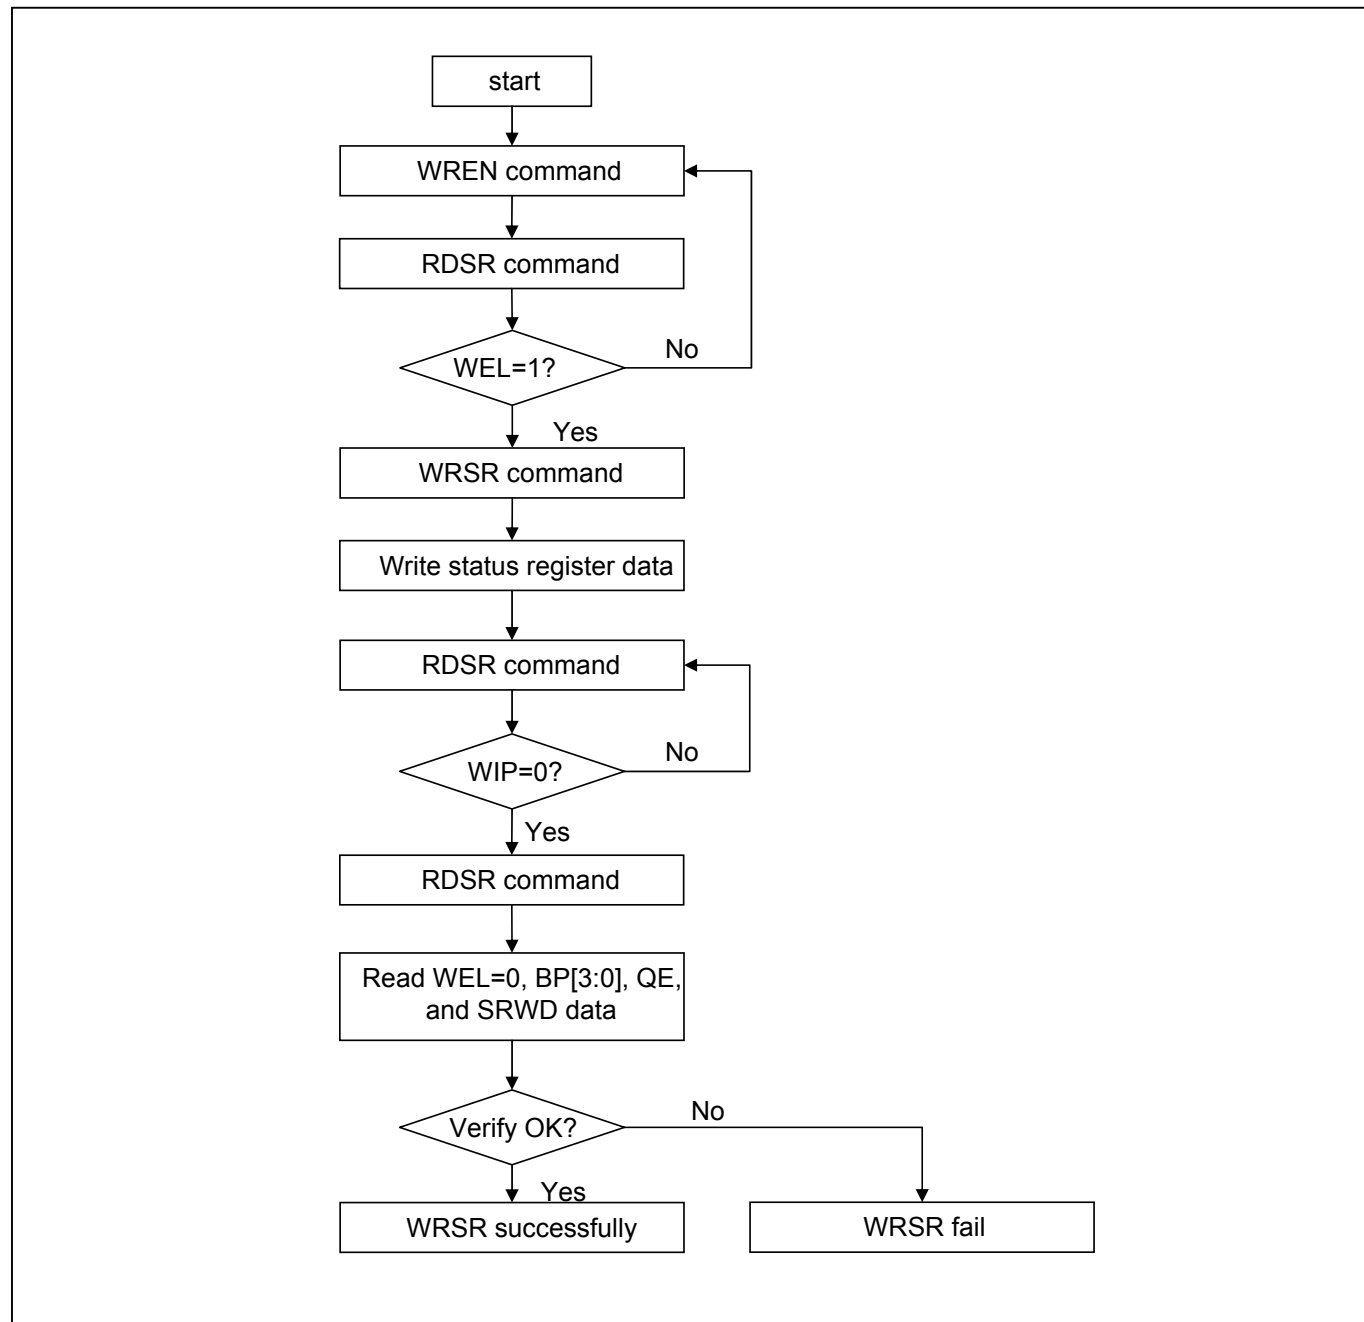 start
WREN command
RDSR command
WEL=1?
No
Yes
WRSR command
Write status register data
RDSR command
WIP=0?
No
Yes
RDSR command
Read WEL=0, BP[3:0], QE,
and SRWD data
Verify OK?
No
Yes
WRSR successfully
WRSR fail